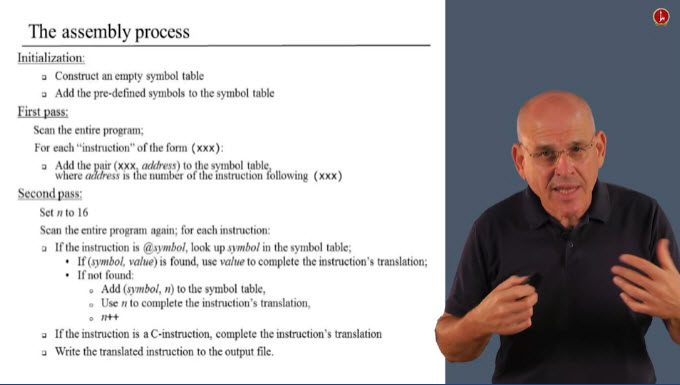 The assembly process
Initialization:
❑ Construct an empty symbol table
❑ Add the pre-defined symbols to the symbol table
First pass:
Scan the entire program;
For each “instruction” of the form (xxx):
❑ Add the pair (xxx, address) to the symbol table,
where address is the number of the instruction following (xxx)
Second pass:
Set n to 16
Scan the entire program again; for each instruction:
❑ If the instruction is @symbol, look up symbol in the symbol table;
• If (symbol, value) is found, use value to complete the instruction’s translation;
• If not found:
o Add (symbol, n) to the symbol table,
o Use n to complete the instruction’s translation,
o n++
❑ If the instruction is a C-instruction, complete the instruction’s translation
❑ Write the translated instruction to the output file.